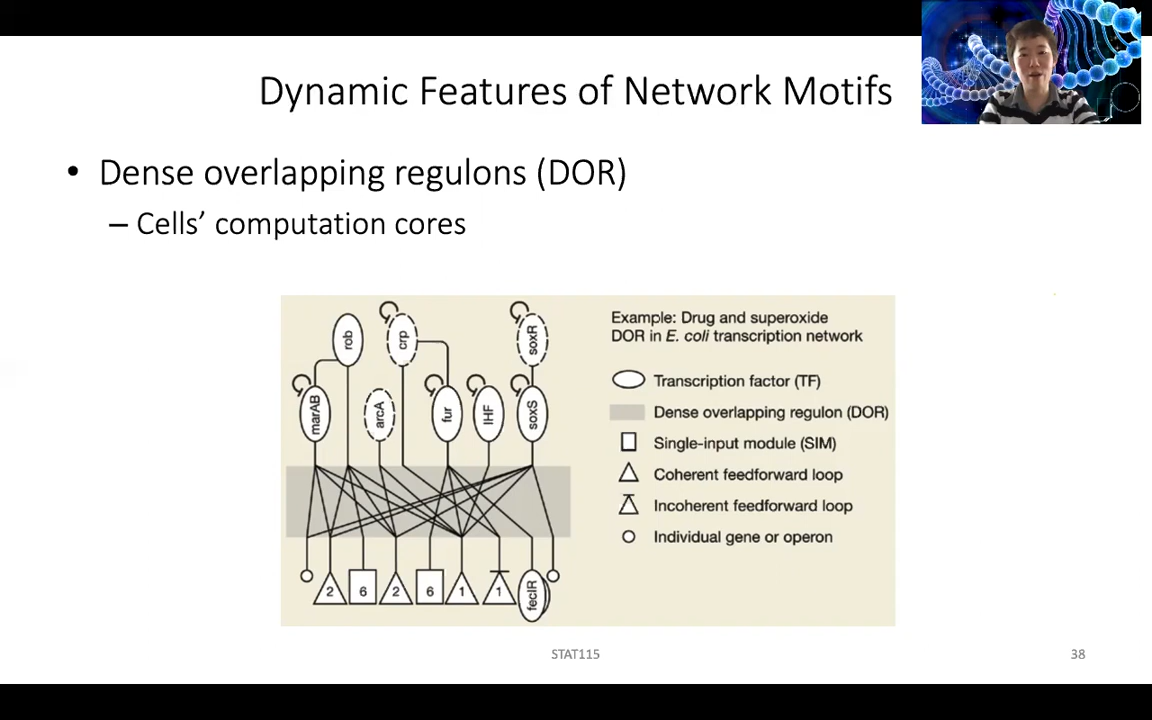 Dynamic Features of Network Motifs
• Dense overlapping regulons (DOR)
– Cells’ computation cores
rob
crp
soxR
marAB
arcA
fur
IHF
soxS
2
6
2
6
1
1
fecIR
Example: Drug and superoxide
DOR in E. coli transcription network
Transcription factor (TF)
Dense overlapping regulon (DOR)
Single-input module (SIM)
Coherent feedforward loop
Incoherent feedforward loop
Individual gene or operon
STAT115
38